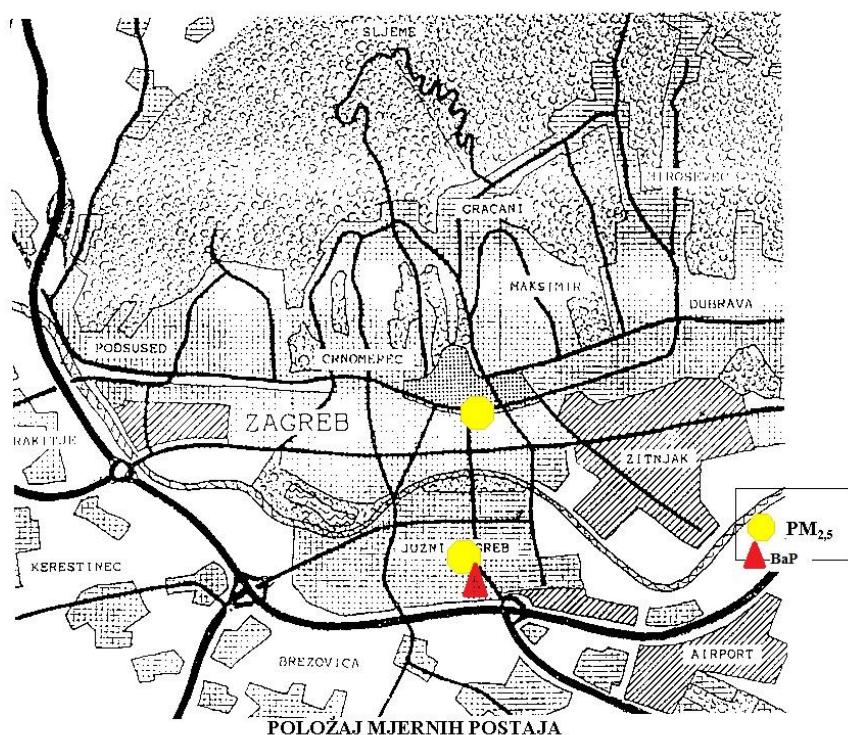 SLJEME
MIROSEVEC
GRACANI
MAKSIMIR
DUBRAVA
PODSUSED
CRNOMEREC
ZAGREB
RAKITJE
ZITNJAK
PM2,5
JUZNI ZAGREB
BaP
KERESTINEC
AIRPORT
BREZOVICA
POLOŽAJ MJERNIH POSTAJA